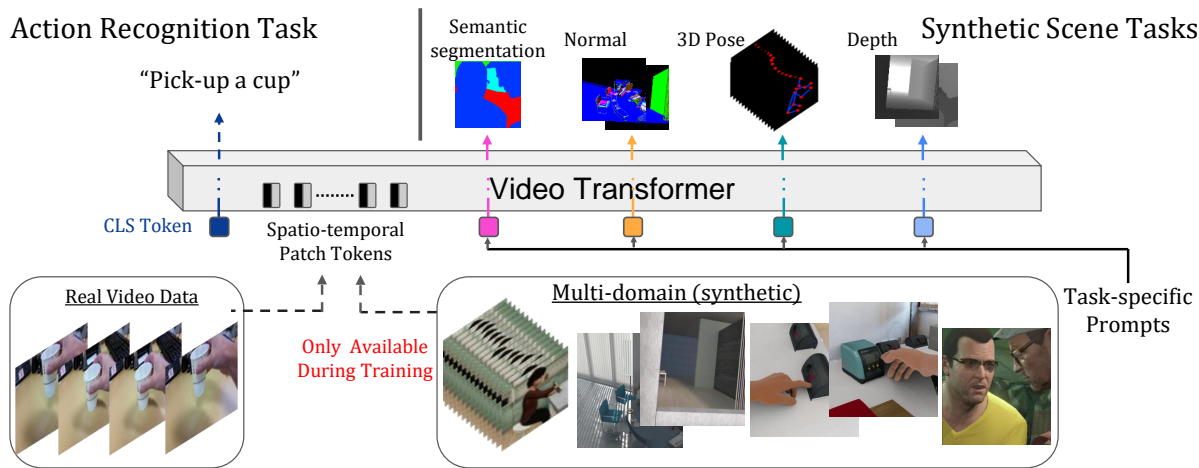 Action Recognition Task
Synthetic Scene Tasks
Semantic
segmentation
Normal
3D Pose
Depth
“Pick-up a cup”
Video Transformer
CLS Token
Spatio-temporal
Patch Tokens
Real Video Data
Only Available
During Training
Multi-domain (synthetic)
Task-specific
Prompts